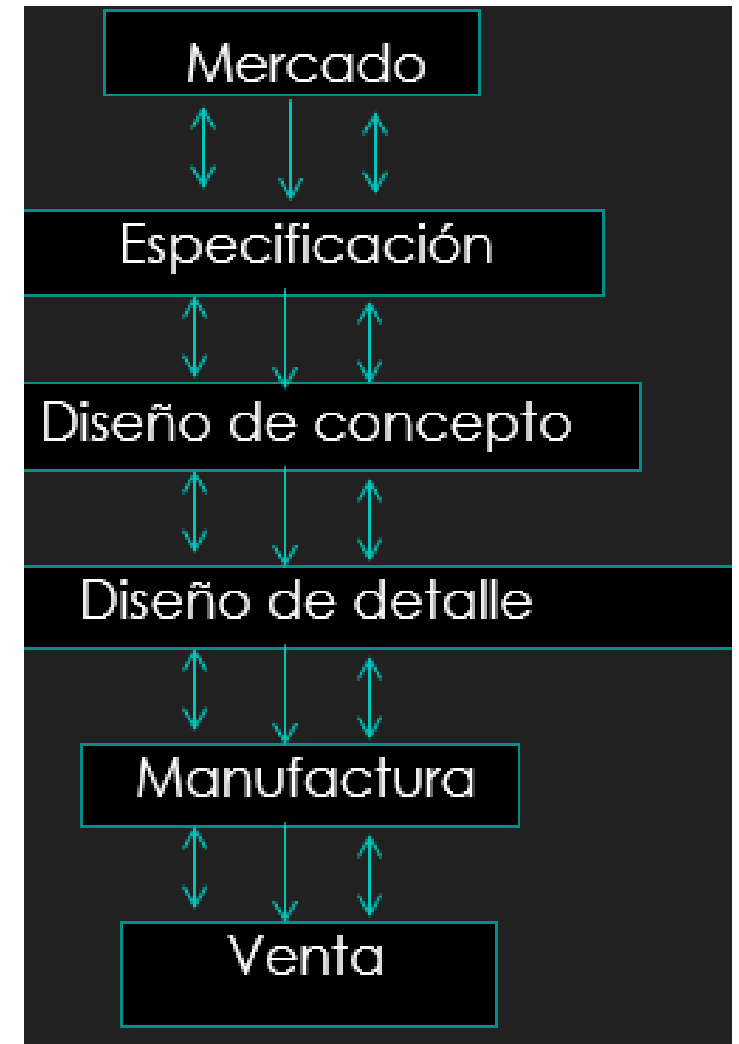 Mercado
Especificación
Diseño de concepto
Diseño de detalle
Manufactura
Venta